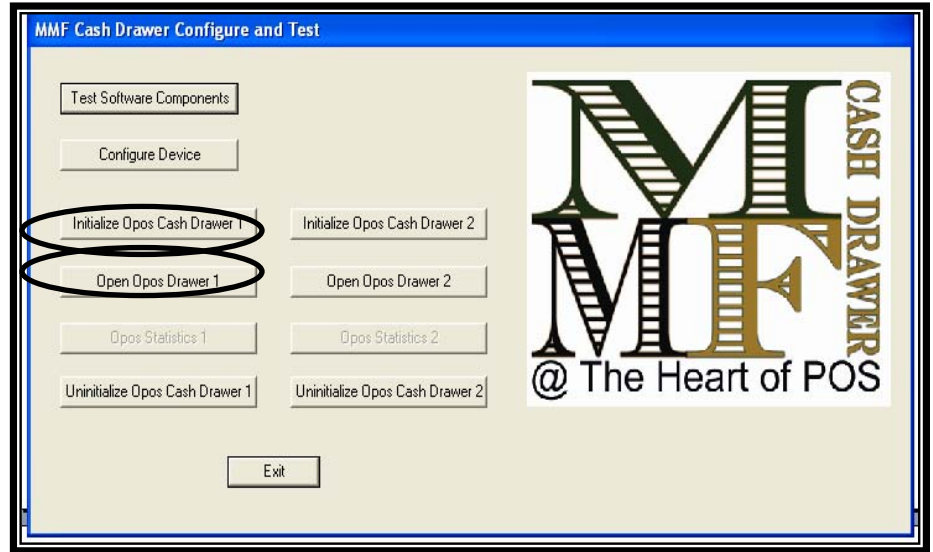 MMF Cash Drawer Configure and Test
Test Software Components
Configure Device
Initialize Opos Cash Drawer 1
Initialize Opos Cash Drawer 2
Open Opos Drawer 1
Open Opos Drawer 2
Opos Statistics 1
Opos Statistics 2
Uninitialize Opos Cash Drawer 1
Uninitialize Opos Cash Drawer 2
Exit
MMF
CASH DRAWER
@ The Heart of POS